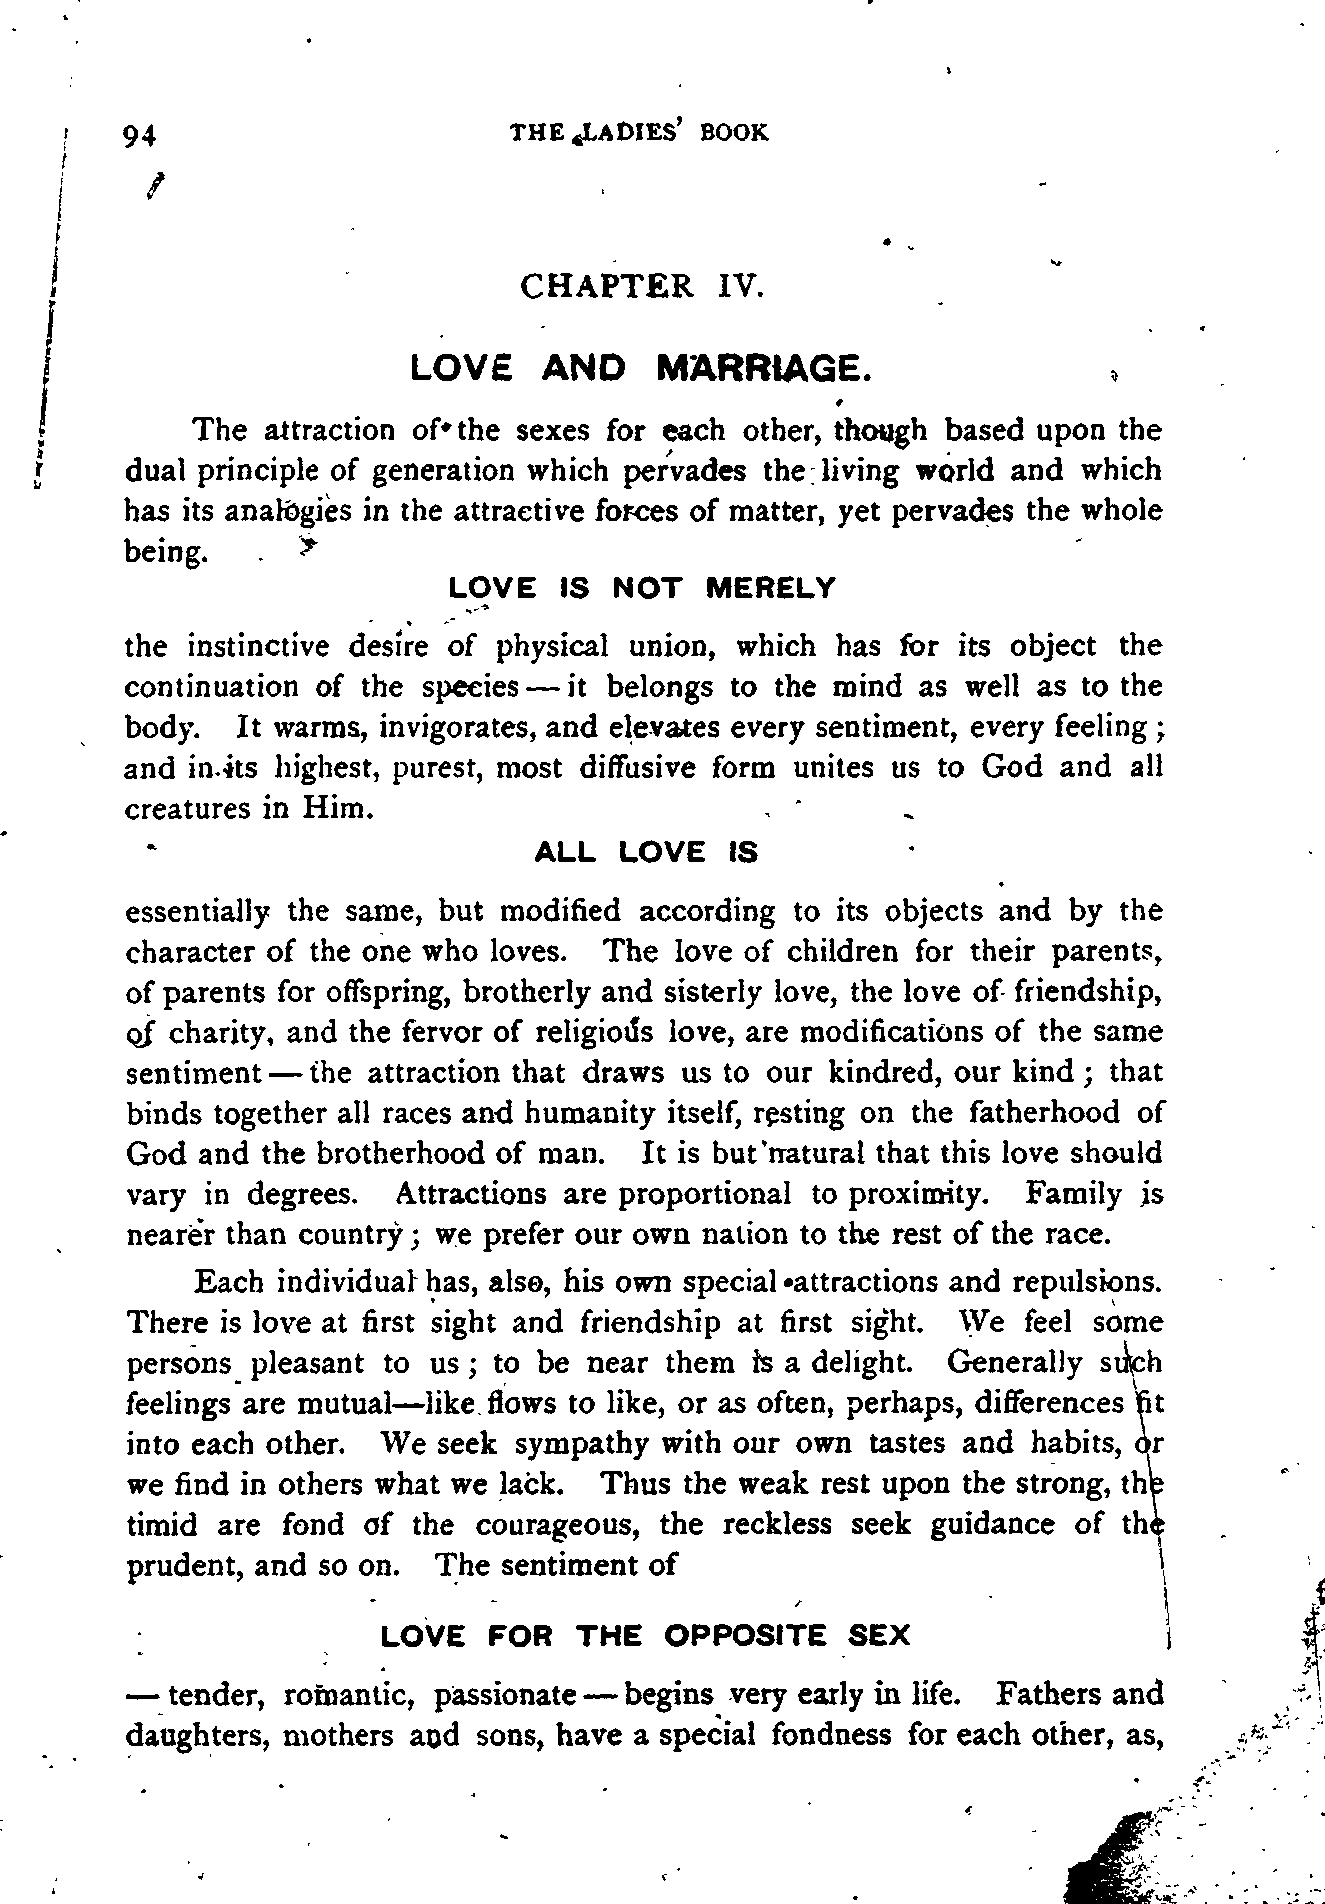 94 THE LADIES' BOOK
CHAPTER IV.
LOVE AND MARRIAGE.
The attraction of the sexes for each other, though based upon the
dual principle of generation which pervades the living world and which
has its analogies in the attractive forces of matter, yet pervades the whole
being.
LOVE IS NOT MERELY
the instinctive desire of physical union, which has for its object the
continuation of the species — it belongs to the mind as well as to the
body. It warms, invigorates, and elevates every sentiment, every feeling ;
and in its highest, purest, most diffusive form unites us to God and all
creatures in Him.
ALL LOVE IS
essentially the same, but modified according to its objects and by the
character of the one who loves. The love of children for their parents,
of parents for offspring, brotherly and sisterly love, the love of friendship,
of charity, and the fervor of religious love, are modifications of the same
sentiment — the attraction that draws us to our kindred, our kind ; that
binds together all races and humanity itself, resting on the fatherhood of
God and the brotherhood of man. It is but natural that this love should
vary in degrees. Attractions are proportional to proximity. Family is
nearer than country ; we prefer our own nation to the rest of the race.
Each individual has, also, his own special attractions and repulsions.
There is love at first sight and friendship at first sight. We feel some
persons pleasant to us ; to be near them is a delight. Generally such
feelings are mutual—like flows to like, or as often, perhaps, differences fit
into each other. We seek sympathy with our own tastes and habits, or
we find in others what we lack. Thus the weak rest upon the strong, the
timid are fond of the courageous, the reckless seek guidance of the
prudent, and so on. The sentiment of
LOVE FOR THE OPPOSITE SEX
— tender, romantic, passionate — begins very early in life. Fathers and
daughters, mothers and sons, have a special fondness for each other, as,